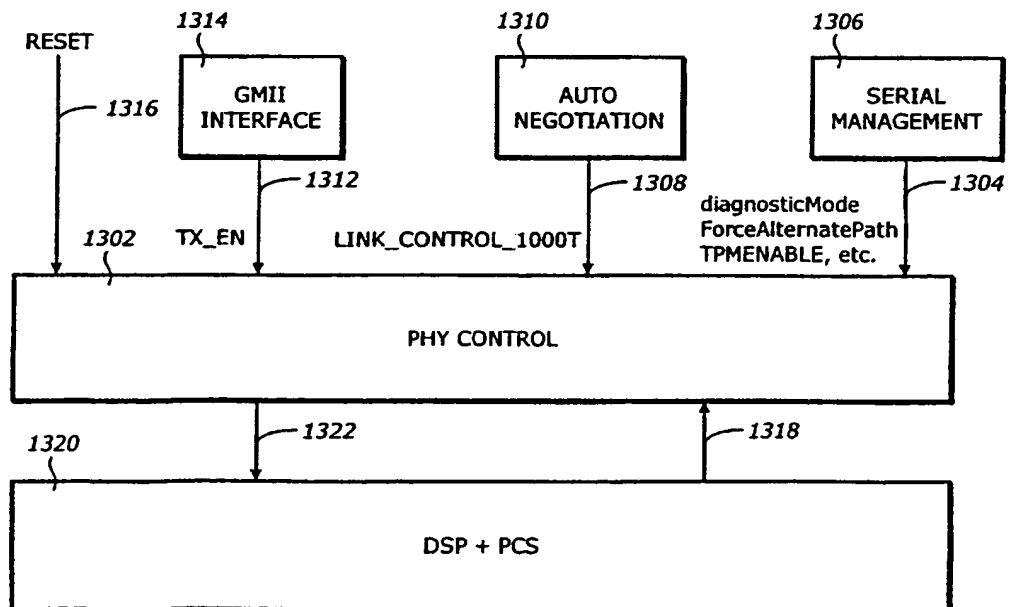 1314
1310
1306
RESET
GMII
INTERFACE
AUTO
NEGOTIATION
SERIAL
MANAGEMENT
1316
1312
1308
1304
1302
TX_EN
LINK_CONTROL_1000T
diagnosticMode
ForceAlternatePath
TPMENABLE, etc.
PHY CONTROL
1322
1318
1320
DSP + PCS